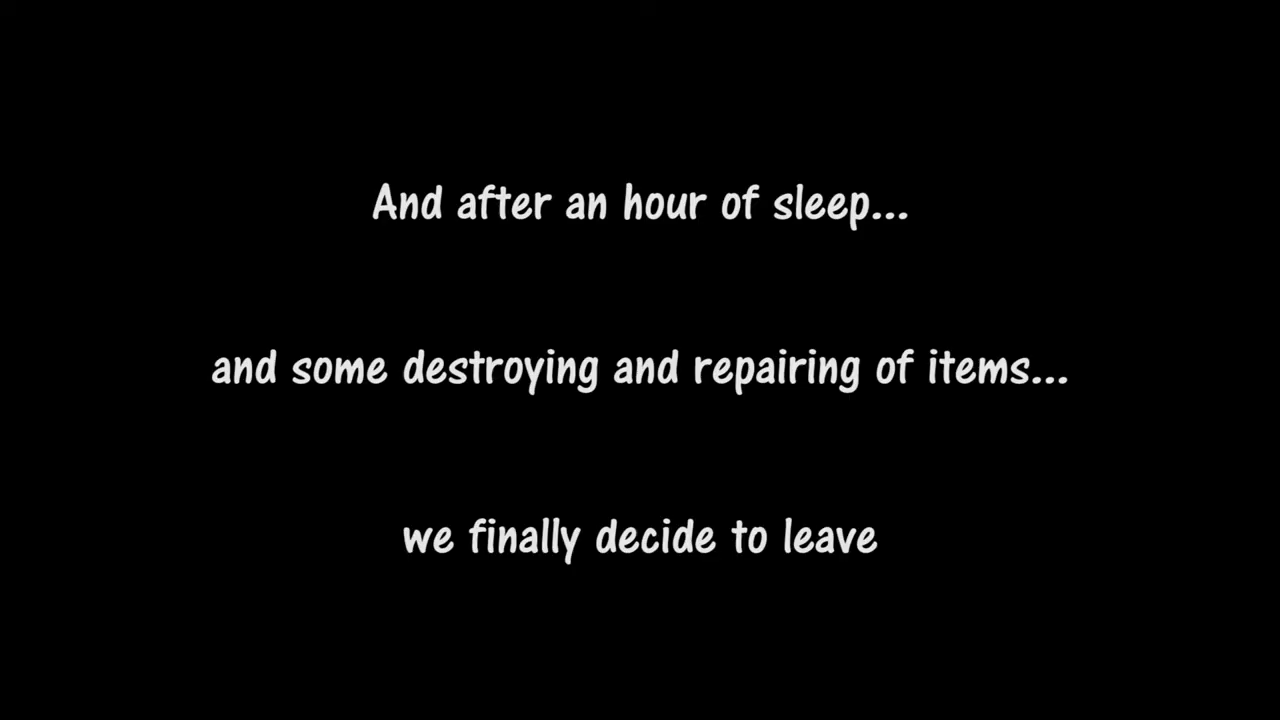 And after an hour of sleep...
and some destroying and repairing of items...
we finally decide to leave